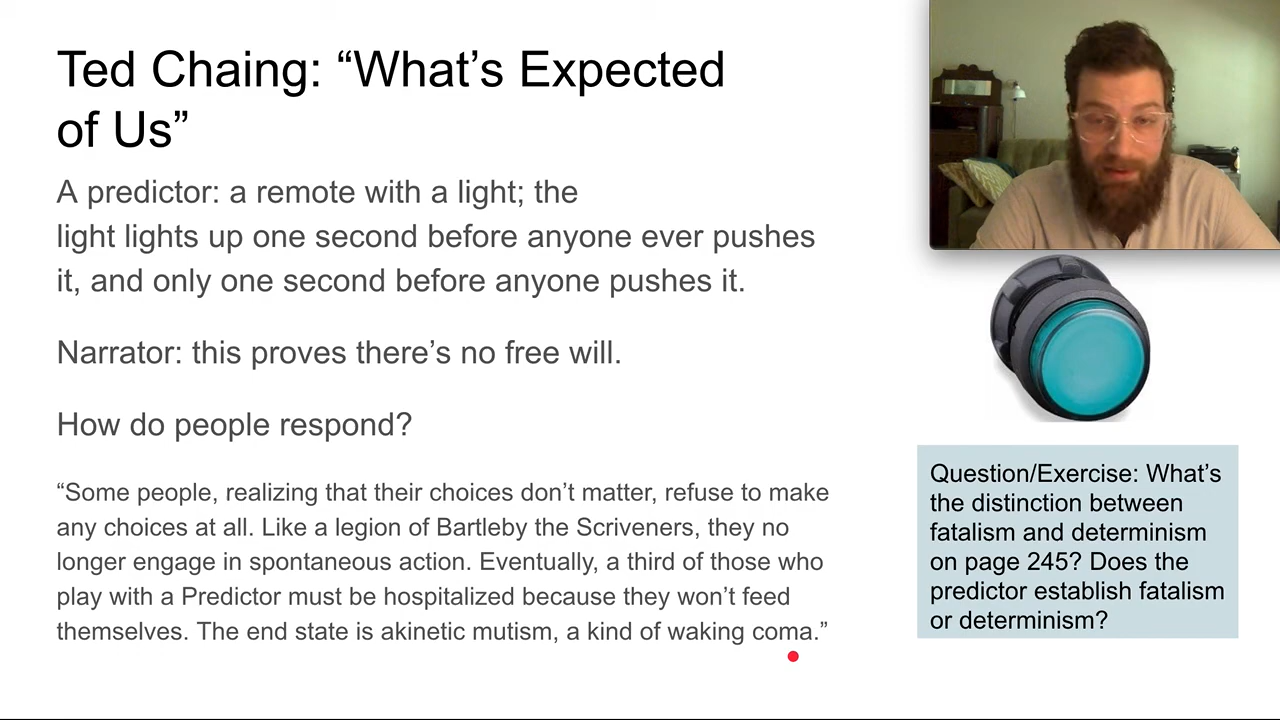 Ted Chaing: “What’s Expected
of Us”
A predictor: a remote with a light; the
light lights up one second before anyone ever pushes
it, and only one second before anyone pushes it.
Narrator: this proves there’s no free will.
How do people respond?
“Some people, realizing that their choices don’t matter, refuse to make
any choices at all. Like a legion of Bartleby the Scriveners, they no
longer engage in spontaneous action. Eventually, a third of those who
play with a Predictor must be hospitalized because they won’t feed
themselves. The end state is akinetic mutism, a kind of waking coma.”
Question/Exercise: What’s
the distinction between
fatalism and determinism
on page 245? Does the
predictor establish fatalism
or determinism?